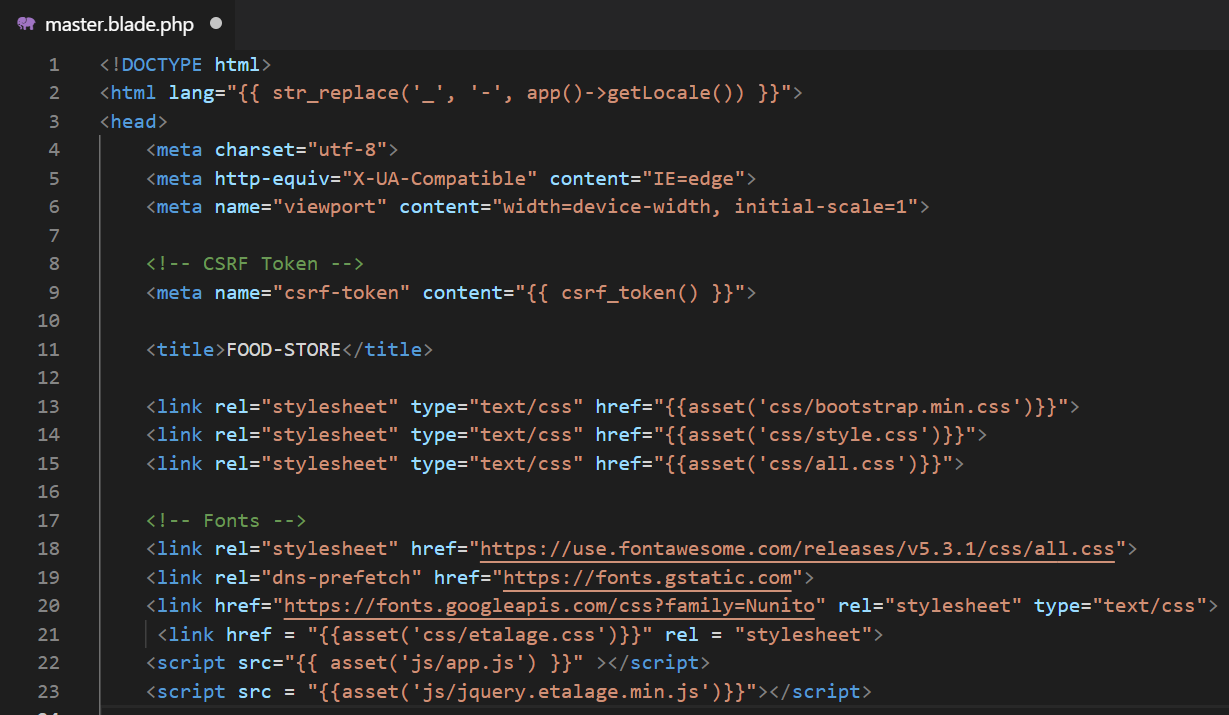 master.blade.php
1 <!DOCTYPE html>
2 <html lang="{{ str_replace('_', '-', app()->getLocale()) }}">
3 <head>
4 <meta charset="utf-8">
5 <meta http-equiv="X-UA-Compatible" content="IE=edge">
6 <meta name="viewport" content="width=device-width, initial-scale=1">
7
8 <!-- CSRF Token -->
9 <meta name="csrf-token" content="{{ csrf_token() }}">
10
11 <title>FOOD-STORE</title>
12
13 <link rel="stylesheet" type="text/css" href="{{asset('css/bootstrap.min.css')}}">
14 <link rel="stylesheet" type="text/css" href="{{asset('css/style.css')}}">
15 <link rel="stylesheet" type="text/css" href="{{asset('css/all.css')}}">
16
17 <!-- Fonts -->
18 <link rel="stylesheet" href="https://use.fontawesome.com/releases/v5.3.1/css/all.css">
19 <link rel="dns-prefetch" href="https://fonts.gstatic.com">
20 <link href="https://fonts.googleapis.com/css?family=Nunito" rel="stylesheet" type="text/css">
21 <link href = "{{asset('css/etalage.css')}}" rel = "stylesheet">
22 <script src="{{ asset('js/app.js') }}" ></script>
23 <script src = "{{asset('js/jquery.etalage.min.js')}}"></script>